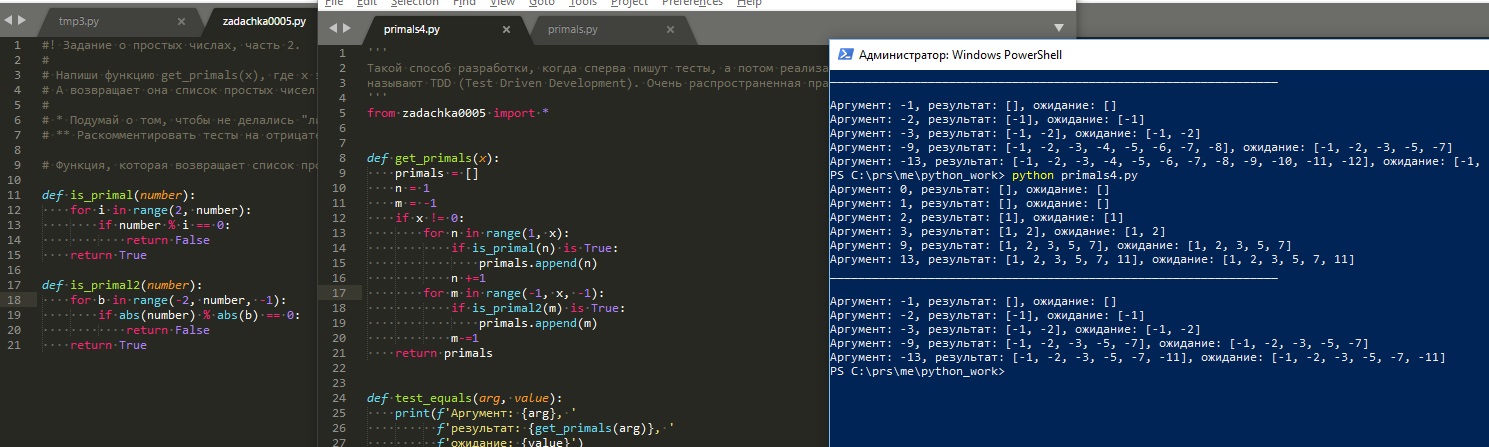 File Edit Selection Find View Goto Tools Project Preferences Help
tmp3.py
zadachka0005.py
1 #! Задание о простых числах, часть 2.
2 #
3 # Напиши функцию get_primals(x), где x
4 # А возвращает она список простых чисел
5 #
6 # * Подумай о том, чтобы не делались
7 # ** Раскомментировать тесты на
8
9 # Функция, которая возвращает список
10
11 def is_primal(number):
12 for i in range(2, number):
13 if number % i == 0:
14 return False
15 return True
16
17 def is_primal2(number):
18 for b in range(-2, number, -1):
19 if abs(number) % abs(b) == 0:
20 return False
21 return True
primals4.py
primals.py
1 '''
2 Такой способ разработки, когда сперва пишут тесты, а потом
3 называют TDD (Test Driven Development). Очень распространенная
4 '''
5 from zadachka0005 import *
6
7
8 def get_primals(x):
9 primals = []
10 n = 1
11 m = -1
12 if x != 0:
13 for n in range(1, x):
14 if is_primal(n) is True:
15 primals.append(n)
16 n +=1
17 for m in range(-1, x, -1):
18 if is_primal2(m) is True:
19 primals.append(m)
20 m -=1
21 return primals
22
23
24 def test_equals(arg, value):
25 print(f'Аргумент: {arg}, '
26 f'результат: {get_primals(arg)}, '
27 f'ожидание: {value}')
Администратор: Windows PowerShell
Аргумент: -1, результат: [], ожидание: []
Аргумент: -2, результат: [-1], ожидание: [-1]
Аргумент: -3, результат: [-1, -2], ожидание: [-1, -2]
Аргумент: -9, результат: [-1, -2, -3, -4, -5, -6, -7, -8], ожидание: [-1, -2, -3, -5, -7]
Аргумент: -13, результат: [-1, -2, -3, -4, -5, -6, -7, -8, -9, -10, -11, -12], ожидание: [-1,
PS C:\prs\me\python_work> python primals4.py
Аргумент: 0, результат: [], ожидание: []
Аргумент: 1, результат: [], ожидание: []
Аргумент: 2, результат: [1], ожидание: [1]
Аргумент: 3, результат: [1, 2], ожидание: [1, 2]
Аргумент: 9, результат: [1, 2, 3, 5, 7], ожидание: [1, 2, 3, 5, 7]
Аргумент: 13, результат: [1, 2, 3, 5, 7, 11], ожидание: [1, 2, 3, 5, 7, 11]
Аргумент: -1, результат: [], ожидание: []
Аргумент: -2, результат: [-1], ожидание: [-1]
Аргумент: -3, результат: [-1, -2], ожидание: [-1, -2]
Аргумент: -9, результат: [-1, -2, -3, -5, -7], ожидание: [-1, -2, -3, -5, -7]
Аргумент: -13, результат: [-1, -2, -3, -5, -7, -11], ожидание: [-1, -2, -3, -5, -7, -11]
PS C:\prs\me\python_work>